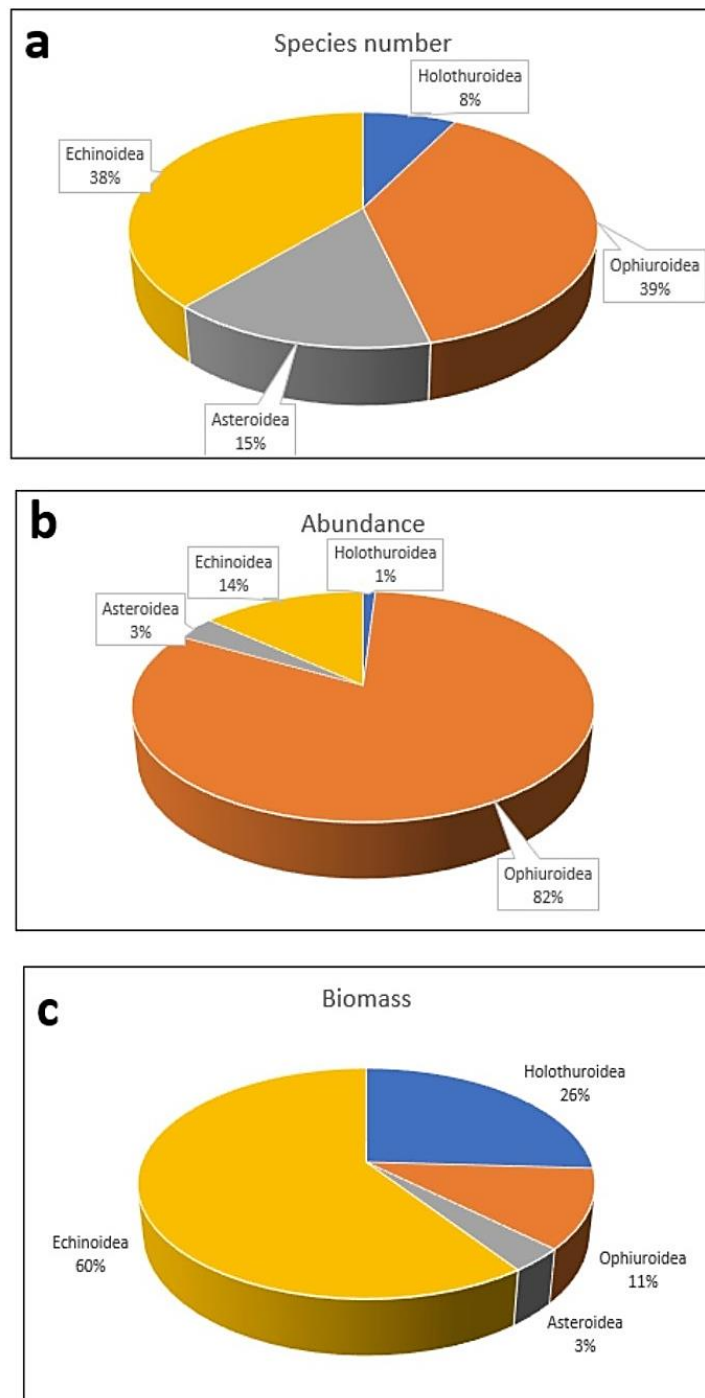 a
Species number
Holothuroidea
8%
Echinoidea
38%
Ophiuroidea
39%
Asteroidea
15%
b
Abundance
Holothuroidea
1%
Echinoidea
14%
Asteroidea
3%
Ophiuroidea
82%
c
Biomass
Holothuroidea
26%
Echinoidea
60%
Ophiuroidea
11%
Asteroidea
3%